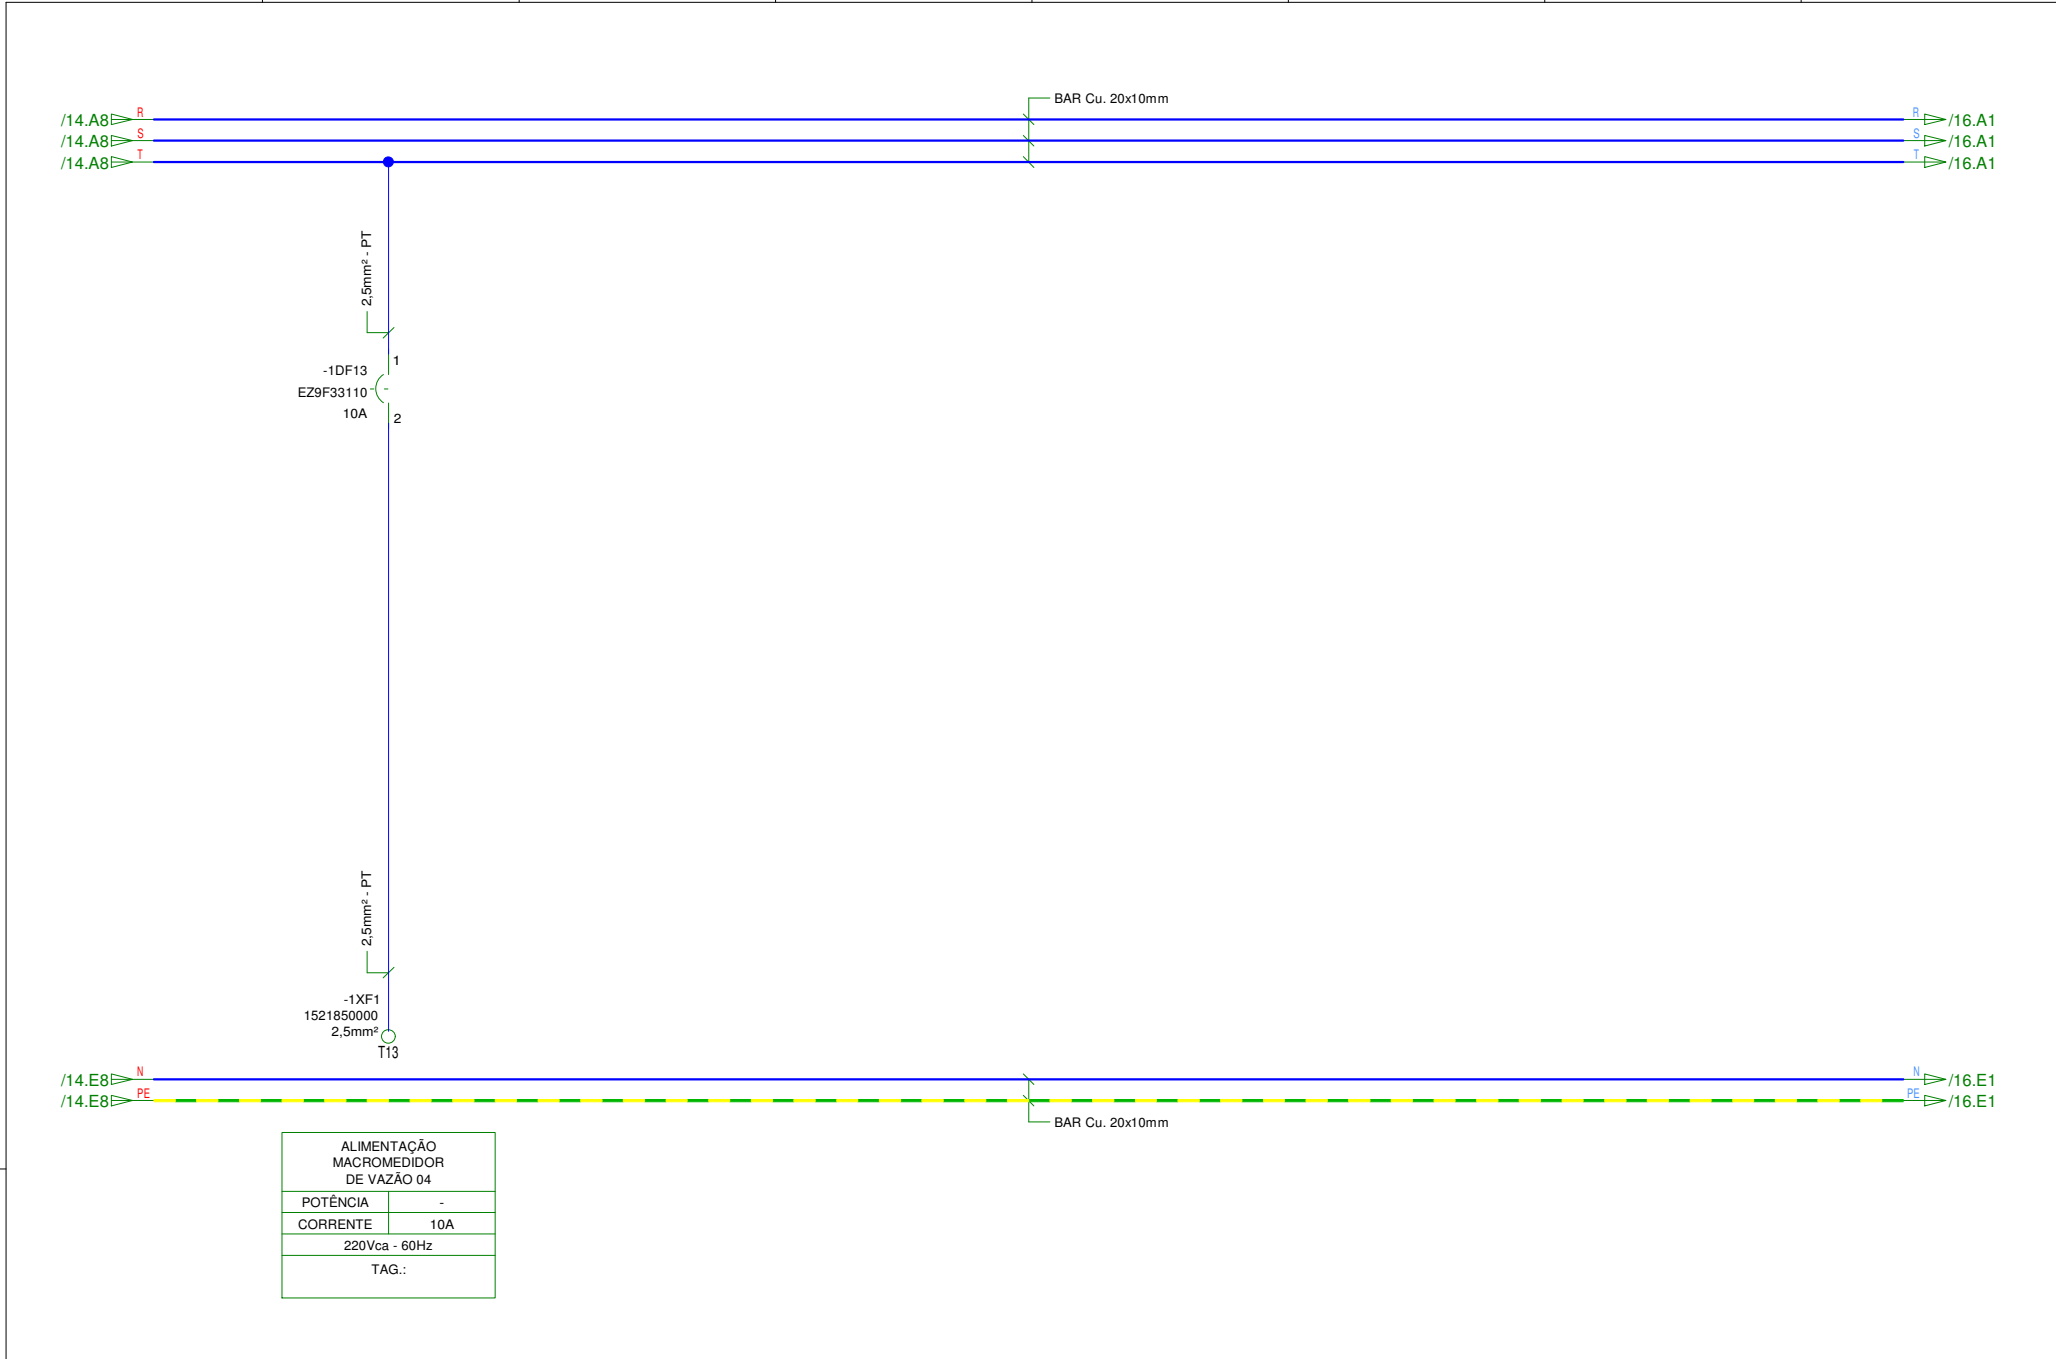 BAR Cu. 20x10mm
/14.A8 R R /16.A1
/14.A8 S S /16.A1
/14.A8 T T /16.A1
2,5mm² - PT
1
-1DF13
EZ9F33110
10A
2
2,5mm² - PT
-1XF1
1521850000
2,5mm²
T13
/14.E8 N N /16.E1
/14.E8 PE PE /16.E1
BAR Cu. 20x10mm
ALIMENTAÇÃO
MACROMEDIDOR
DE VAZÃO 04
POTÊNCIA -
CORRENTE 10A
220Vca - 60Hz
TAG.: